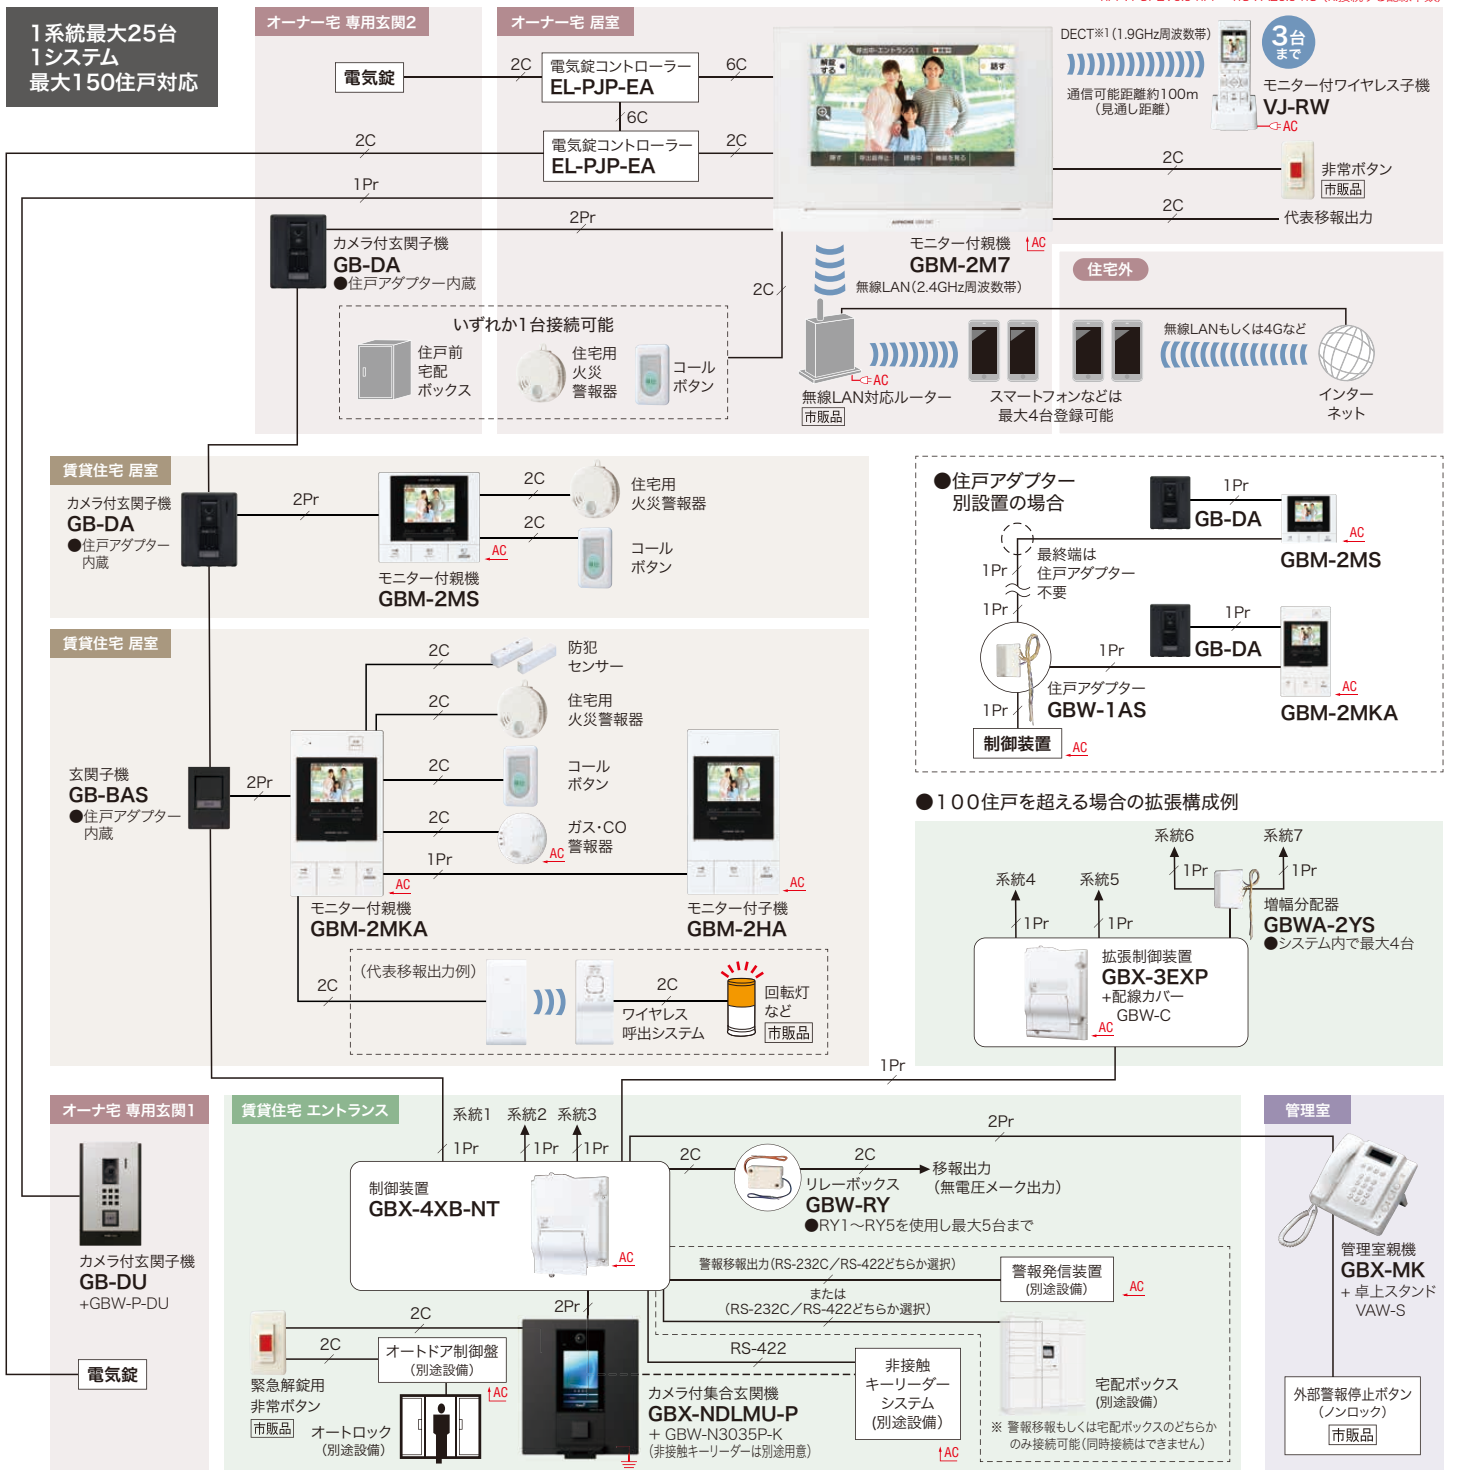 1系統最大25台
1システム
最大150住戸対応
オーナー宅 専用玄関2
オーナー宅 居室
電気錠
2C
電気錠コントローラー
EL-PJP-EA
6C
6C
電気錠コントローラー
EL-PJP-EA
2C
2C
1Pr
2Pr
呼出中-エントランス1
解錠
する
話す
DECT※1(1.9GHz周波数帯)
通信可能距離約100m
(見通し距離)
3台
まで
モニター付ワイヤレス子機
VJ-RW
AC
2C
非常ボタン
市販品
2C
代表移報出力
カメラ付玄関子機
GB-DA
●住戸アダプター内蔵
モニター付親機
GBM-2M7
AC
無線LAN(2.4GHz周波数帯)
2C
いずれか1台接続可能
住戸前
宅配
ボックス
住宅用
火災
警報器
コール
ボタン
AC
無線LAN対応ルーター
市販品
スマートフォンなどは
最大4台登録可能
住宅外
無線LANもしくは4Gなど
インター
ネット
賃貸住宅 居室
カメラ付玄関子機
GB-DA
●住戸アダプター
内蔵
2Pr
モニター付親機
GBM-2MS
AC
2C
住宅用
火災警報器
2C
コール
ボタン
●住戸アダプター
別設置の場合
1Pr
GB-DA
AC
GBM-2MS
最終端は
住戸アダプター
不要
1Pr
1Pr
1Pr
GB-DA
1Pr
住戸アダプター
GBW-1AS
AC
GBM-2MKA
1Pr
制御装置
AC
賃貸住宅 居室
2C
防犯
センサー
2C
住宅用
火災警報器
玄関子機
GB-BAS
●住戸アダプター
内蔵
2Pr
2C
コール
ボタン
2C
ガス・CO
警報器
AC
1Pr
AC
モニター付親機
GBM-2MKA
AC
モニター付子機
GBM-2HA
2C
(代表移報出力例)
2C
ワイヤレス
呼出システム
回転灯
など
市販品
●100住戸を超える場合の拡張構成例
系統4
系統5
系統6
系統7
1Pr
1Pr
1Pr
1Pr
増幅分配器
GBWA-2YS
●システム内で最大4台
拡張制御装置
GBX-3EXP
+配線カバー
GBW-C
AC
1Pr
オーナ宅 専用玄関1
カメラ付玄関子機
GB-DU
+GBW-P-DU
電気錠
賃貸住宅 エントランス
系統1
系統2
系統3
1Pr
1Pr
1Pr
制御装置
GBX-4XB-NT
AC
2Pr
2C
2C
リレーボックス
GBW-RY
●RY1～RY5を使用し最大5台まで
移報出力
(無電圧メーク出力)
警報移報出力(RS-232C／RS-422どちらか選択)
または
(RS-232C／RS-422どちらか選択)
警報発信装置
(別途設備)
AC
RS-422
非接触
キーリーダー
システム
(別途設備)
AC
宅配ボックス
(別途設備)
※ 警報移報もしくは宅配ボックスのどちらか
のみ接続可能(同時接続はできません)
2Pr
2C
2C
緊急解錠用
非常ボタン
市販品
オートドア制御盤
(別途設備)
AC
オートロック
(別途設備)
カメラ付集合玄関機
GBX-NDLMU-P
+ GBW-N3035P-K
(非接触キーリーダーは別途用意)
管理室
管理室親機
GBX-MK
+ 卓上スタンド
VAW-S
外部警報停止ボタン
(ノンロック)
市販品